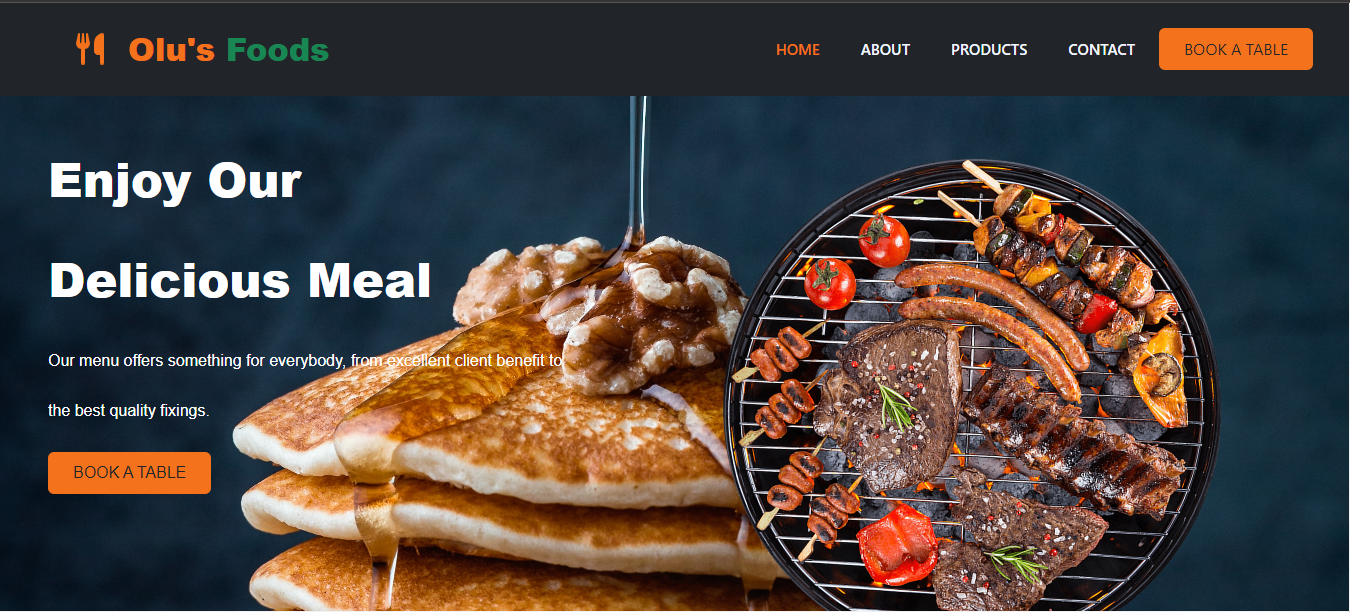 Olu's Foods
HOME ABOUT PRODUCTS CONTACT BOOK A TABLE
Enjoy Our
Delicious Meal
Our menu offers something for everybody, from excellent client benefit to
the best quality fixings.
BOOK A TABLE